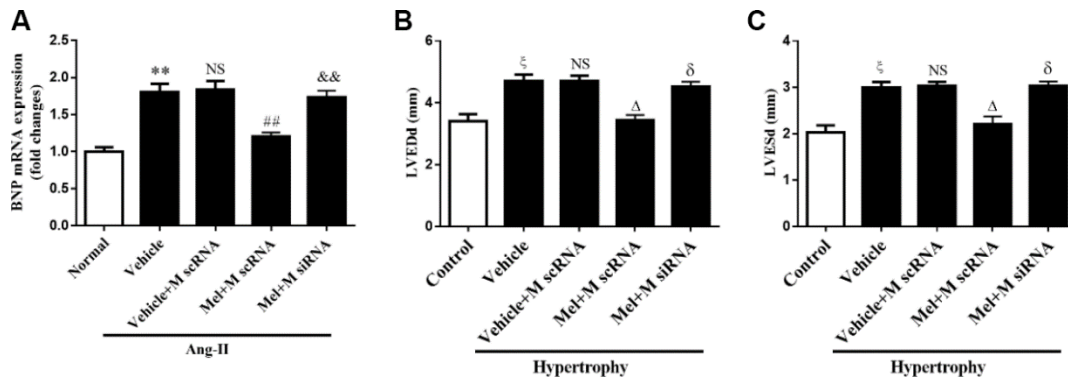 A
BNP mRNA expression
(fold changes)
2.5
2.0
1.5
1.0
0.5
0.0
**
NS
##
&&
Normal
Vehicle
Vehicle+M scRNA
Mel+M scRNA
Mel+M siRNA
Ang-II
B
LVEDd (mm)
6
4
2
0
ξ
NS
Δ
δ
Control
Vehicle
Vehicle+M scRNA
Mel+M scRNA
Mel+M siRNA
Hypertrophy
C
LVESd (mm)
4
3
2
1
0
ξ
NS
Δ
δ
Control
Vehicle
Vehicle+M scRNA
Mel+M scRNA
Mel+M siRNA
Hypertrophy